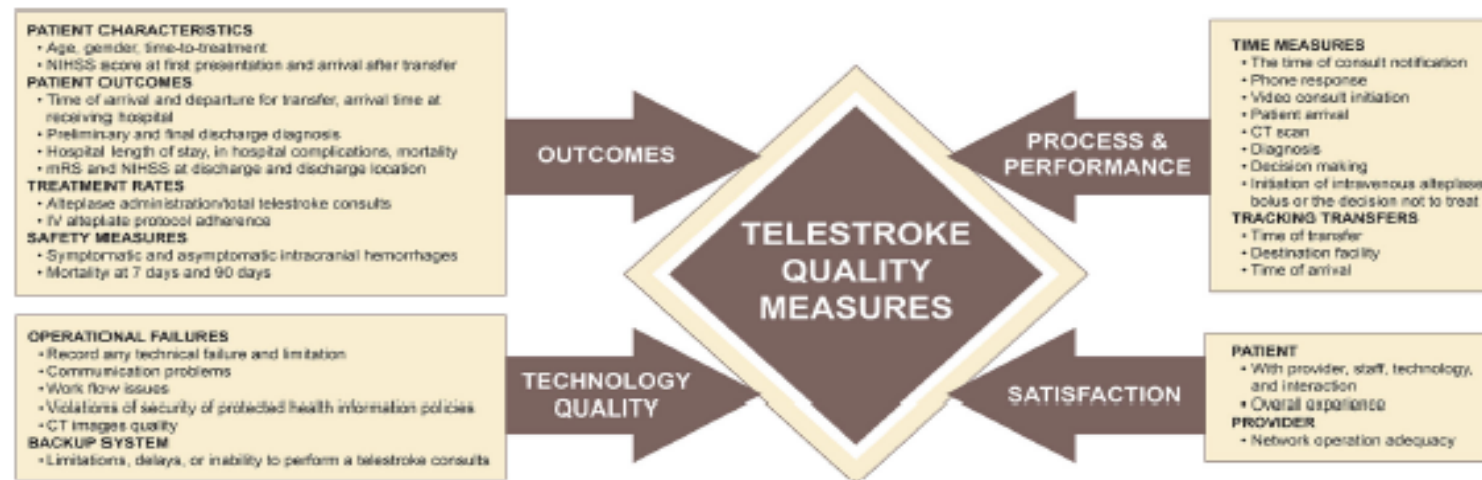 PATIENT CHARACTERISTICS
• Age, gender, time-to-treatment
• NIHSS score at first presentation and arrival after transfer
PATIENT OUTCOMES
• Time of arrival and departure for transfer, arrival time at
receiving hospital
• Preliminary and final discharge diagnosis
• Hospital length of stay, in hospital complications, mortality
• mRS and NIHSS at discharge and discharge location
TREATMENT RATES
• Alteplase administration/total telestroke consults
• IV alteplate protocol adherence
SAFETY MEASURES
• Symptomatic and asymptomatic intracranial hemorrhages
• Mortality at 7 days and 90 days
OUTCOMES
OPERATIONAL FAILURES
• Record any technical failure and limitation
• Communication problems
• Work flow issues
• Violations of security of protected health information policies
• CT images quality
BACKUP SYSTEM
• Limitations, delays, or inability to perform a telestroke consults
TECHNOLOGY
QUALITY
TELESTROKE
QUALITY
MEASURES
PROCESS &
PERFORMANCE
TIME MEASURES
• The time of consult notification
• Phone response
• Video consult initiation
• Patient arrival
• CT scan
• Diagnosis
• Decision making
• Initiation of intravenous alteplase
bolus or the decision not to treat
TRACKING TRANSFERS
• Time of transfer
• Destination facility
• Time of arrival
SATISFACTION
PATIENT
• With provider, staff, technology,
and interaction
• Overall experience
PROVIDER
• Network operation adequacy